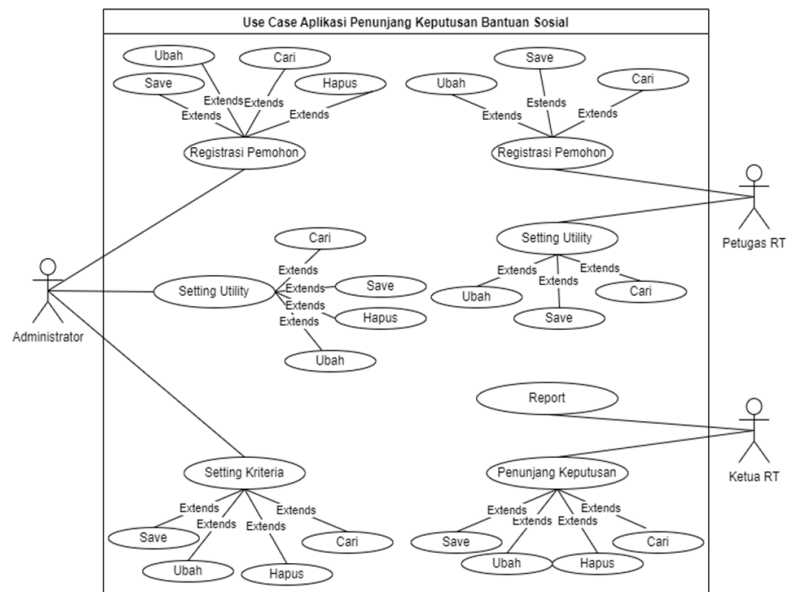 Use Case Aplikasi Penunjang Keputusan Bantuan Sosial
Ubah
Cari
Save
Hapus
Extends
Extends
Extends
Extends
Registrasi Pemohon
Save
Ubah
Cari
Extends
Estends
Extends
Registrasi Pemohon
Petugas RT
Setting Utility
Extends
Extends
Extends
Ubah
Cari
Save
Administrator
Setting Utility
Cari
Extends
Extends
Save
Extends
Hapus
Extends
Ubah
Report
Ketua RT
Setting Kriteria
Extends
Extends
Extends
Extends
Save
Cari
Ubah
Hapus
Penunjang Keputusan
Extends
Extends
Extends
Extends
Save
Cari
Ubah
Hapus